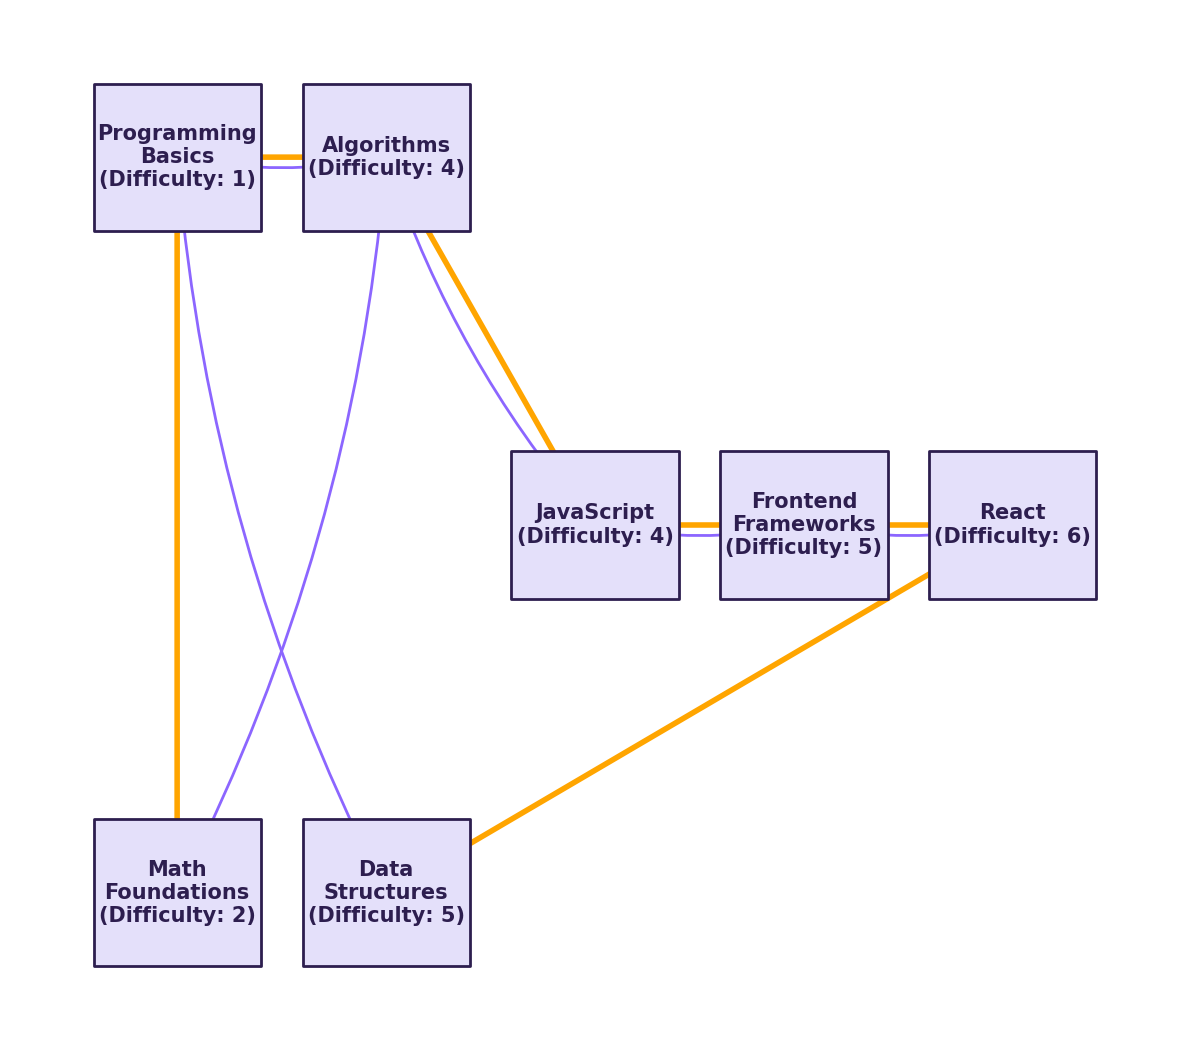 Programming
Basics
(Difficulty: 1)
Algorithms
(Difficulty: 4)
JavaScript
(Difficulty: 4)
Frontend
Frameworks
(Difficulty: 5)
React
(Difficulty: 6)
Math
Foundations
(Difficulty: 2)
Data
Structures
(Difficulty: 5)